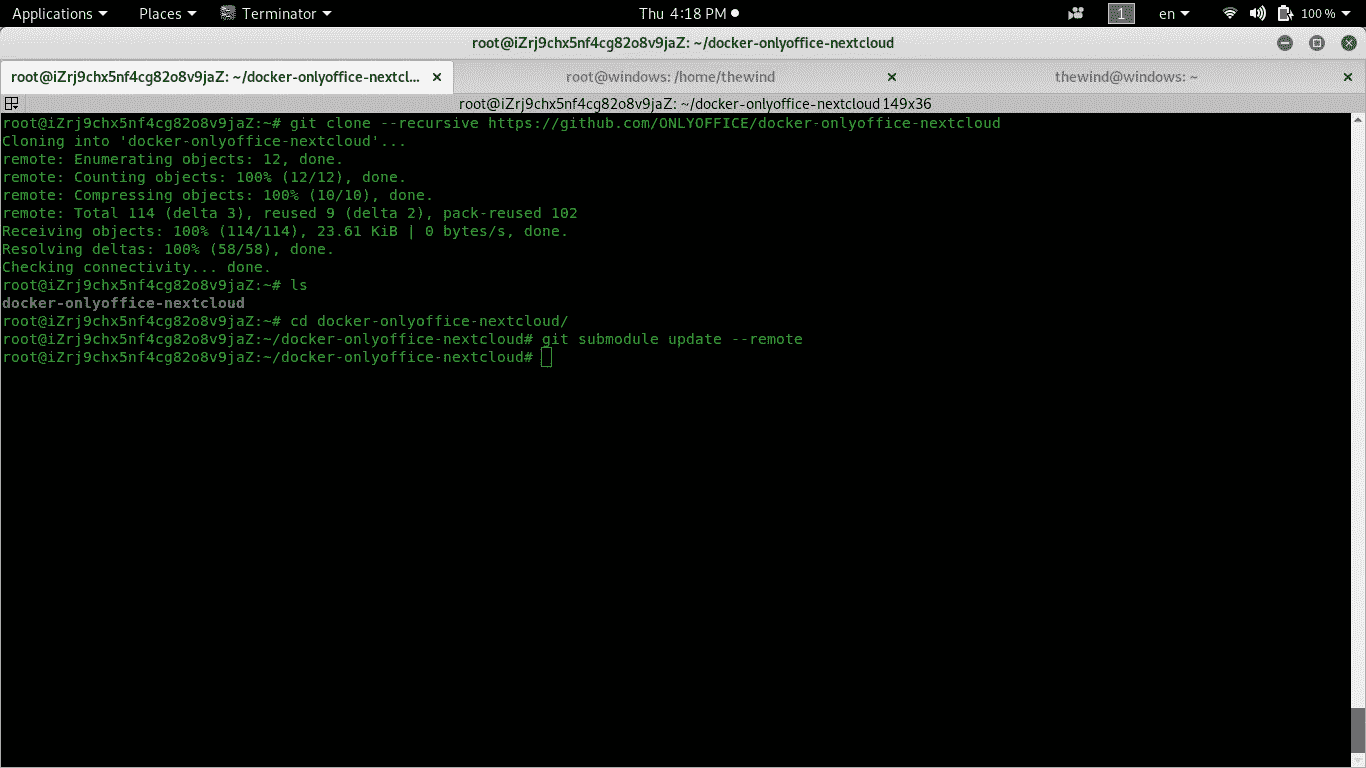 Applications Places Terminator Thu 4:18 PM 1 en 100 %
root@iZrj9chx5nf4cg82o8v9jaZ: ~/docker-onlyoffice-nextcloud
root@iZrj9chx5nf4cg82o8v9jaZ: ~/docker-onlyoffice-nextcl... × root@windows: /home/thewind × thewind@windows: ~ ×
root@iZrj9chx5nf4cg82o8v9jaZ: ~/docker-onlyoffice-nextcloud 149x36
root@iZrj9chx5nf4cg82o8v9jaZ:~# git clone --recursive https://github.com/ONLYOFFICE/docker-onlyoffice-nextcloud
Cloning into 'docker-onlyoffice-nextcloud'...
remote: Enumerating objects: 12, done.
remote: Counting objects: 100% (12/12), done.
remote: Compressing objects: 100% (10/10), done.
remote: Total 114 (delta 3), reused 9 (delta 2), pack-reused 102
Receiving objects: 100% (114/114), 23.61 KiB | 0 bytes/s, done.
Resolving deltas: 100% (58/58), done.
Checking connectivity... done.
root@iZrj9chx5nf4cg82o8v9jaZ:~# ls
docker-onlyoffice-nextcloud
root@iZrj9chx5nf4cg82o8v9jaZ:~# cd docker-onlyoffice-nextcloud/
root@iZrj9chx5nf4cg82o8v9jaZ:~/docker-onlyoffice-nextcloud# git submodule update --remote
root@iZrj9chx5nf4cg82o8v9jaZ:~/docker-onlyoffice-nextcloud#